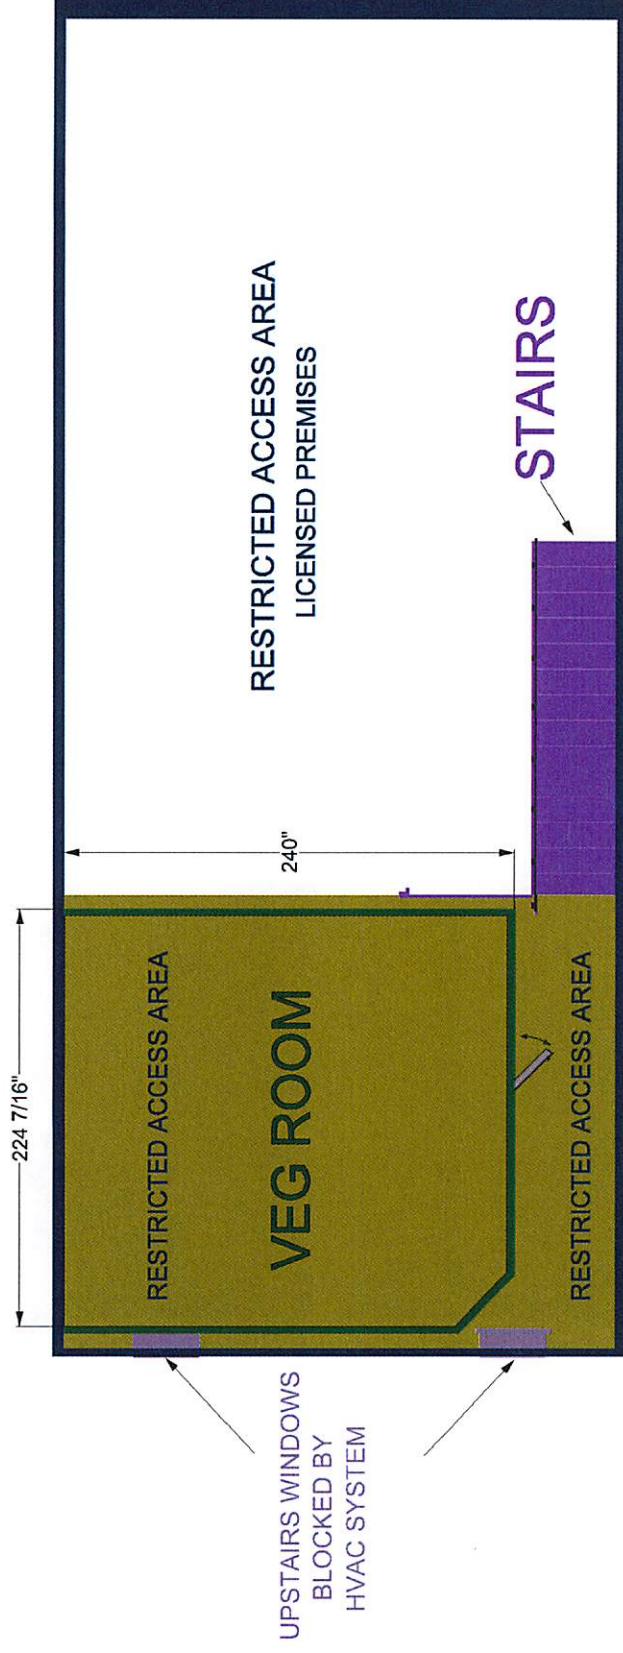 224 7/16"
RESTRICTED ACCESS AREA
VEG ROOM
240"
RESTRICTED ACCESS AREA
LICENSED PREMISES
UPSTAIRS WINDOWS
BLOCKED BY
HVAC SYSTEM
STAIRS
RESTRICTED ACCESS AREA